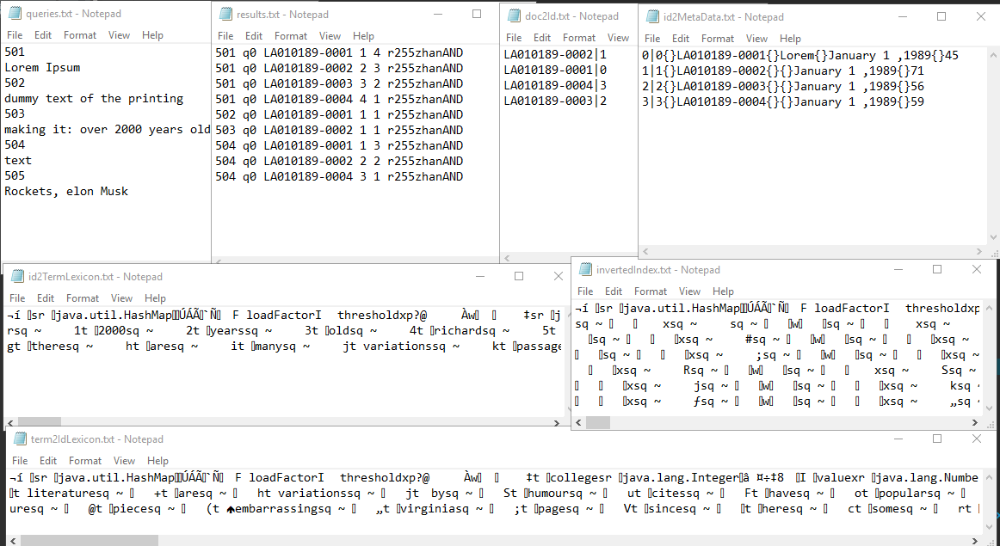 queries.txt - Notepad
File Edit Format View Help
501
Lorem Ipsum
502
dummy text of the printing
503
making it: over 2000 years old
504
text
505
Rockets, elon Musk
results.txt - Notepad
File Edit Format View Help
501 q0 LA010189-0001 1 4 r255zhanAND
501 q0 LA010189-0002 2 3 r255zhanAND
501 q0 LA010189-0003 3 2 r255zhanAND
501 q0 LA010189-0004 4 1 r255zhanAND
502 q0 LA010189-0001 1 1 r255zhanAND
503 q0 LA010189-0002 1 1 r255zhanAND
504 q0 LA010189-0001 1 3 r255zhanAND
504 q0 LA010189-0002 2 2 r255zhanAND
504 q0 LA010189-0004 3 1 r255zhanAND
doc2Id.txt - Notepad
File Edit Format View
LA010189-0002|1
LA010189-0001|0
LA010189-0004|3
LA010189-0003|2
id2MetaData.txt - Notepad
File Edit Format View Help
0|0{}LA010189-0001{}Lorem{}January 1 ,1989{}45
1|1{}LA010189-0002{}{}January 1 ,1989{}71
2|2{}LA010189-0003{}{}January 1 ,1989{}56
3|3{}LA010189-0004{}{}January 1 ,1989{}59
id2TermLexicon.txt - Notepad
File Edit Format View Help
¬í sr java.util.HashMap ÚÁÃ`Ñ F loadFactorI thresholdxp?@ Àw ‡sr j
rsq ~ 1t 2000sq ~ 2t yearssq ~ 3t oldsq ~ 4t richardsq ~ 5t
gt theresq ~ ht aresq ~ it manysq ~ jt variationssq ~ kt passage
invertedIndex.txt - Notepad
File Edit Format View Help
¬í sr java.util.HashMap ÚÁÃ`Ñ F loadFactorI thresholdxp
sq ~ xsq ~ sq ~ w sq ~ xsq ~
sq ~ xsq ~ #sq ~ w sq ~ xsq
sq ~ xsq ~ ;sq ~ w sq ~ xsq
xsq ~ Rsq ~ w sq ~ xsq ~ Ssq ~
xsq ~ jsq ~ w sq ~ xsq ~ ksq
xsq ~ ƒsq ~ w sq ~ xsq ~ „sq
term2IdLexicon.txt - Notepad
File Edit Format View Help
¬í sr java.util.HashMap ÚÁÃ`Ñ F loadFactorI thresholdxp?@ Àw ‡t collegesr java.lang.Integer â ¤÷‡8 I valuexr java.lang.Numbe
t literaturesq ~ +t aresq ~ ht variationssq ~ jt bysq ~ St humoursq ~ ut citessq ~ Ft havesq ~ ot popularsq ~
uresq ~ @t piecesq ~ (t embarrassingsq ~ „t virginiasq ~ ;t pagesq ~ Vt sincesq ~ t heresq ~ ct somesq ~ rt